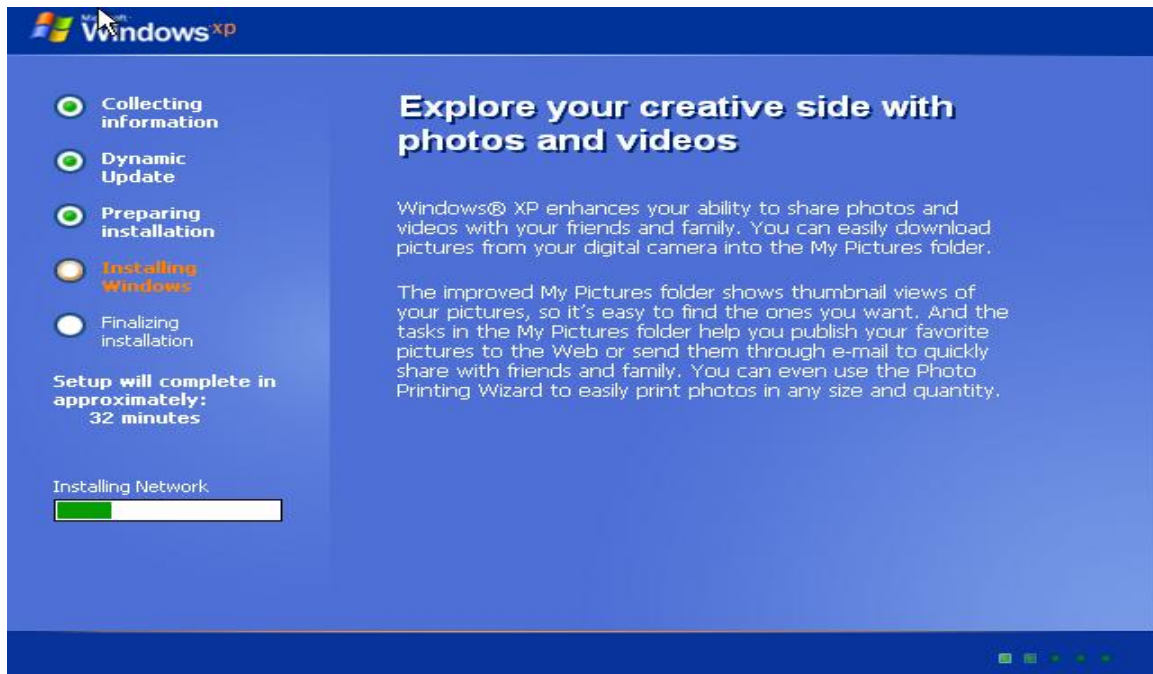 Microsoft
Windows xp
Collecting
information
Dynamic
Update
Preparing
installation
Installing
Windows
Finalizing
installation
Setup will complete in
approximately:
32 minutes
Installing Network
Explore your creative side with
photos and videos
Windows® XP enhances your ability to share photos and
videos with your friends and family. You can easily download
pictures from your digital camera into the My Pictures folder.
The improved My Pictures folder shows thumbnail views of
your pictures, so it's easy to find the ones you want. And the
tasks in the My Pictures folder help you publish your favorite
pictures to the Web or send them through e-mail to quickly
share with friends and family. You can even use the Photo
Printing Wizard to easily print photos in any size and quantity.